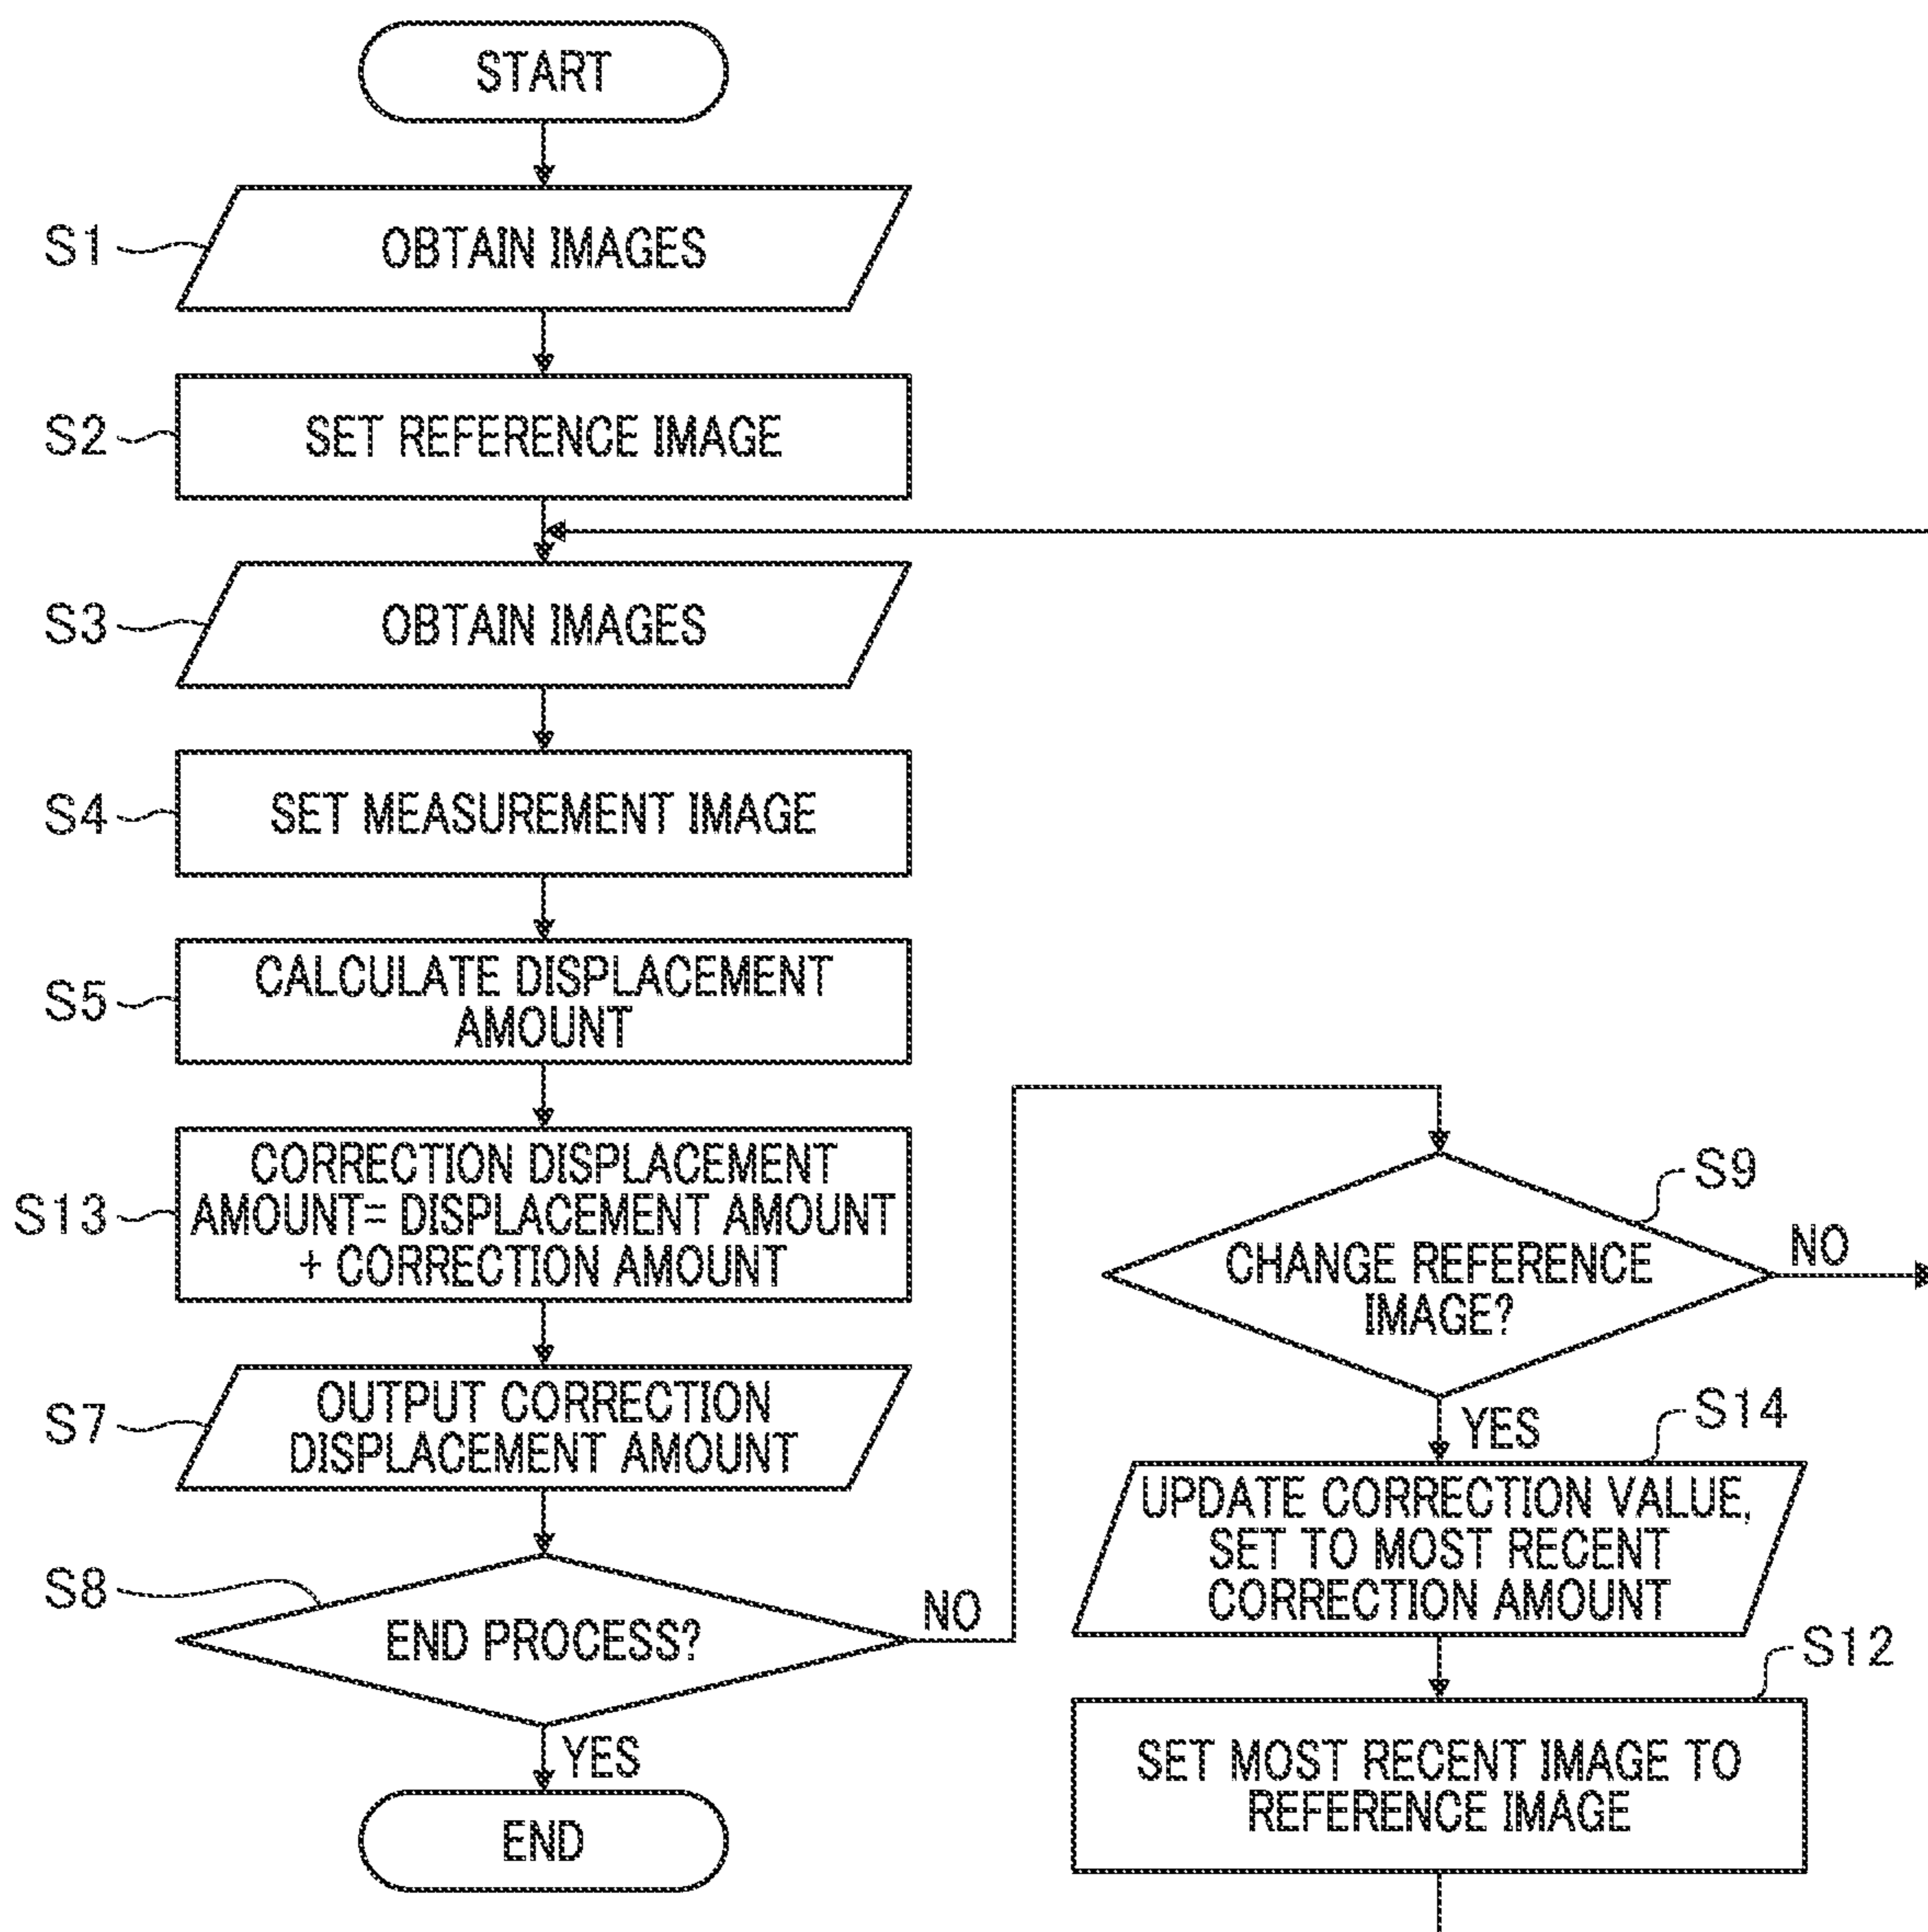 START
S1
OBTAIN IMAGES
S2
SET REFERENCE IMAGE
S3
OBTAIN IMAGES
S4
SET MEASUREMENT IMAGE
S5
CALCULATE DISPLACEMENT
AMOUNT
S13
CORRECTION DISPLACEMENT
AMOUNT= DISPLACEMENT AMOUNT
+ CORRECTION AMOUNT
S7
OUTPUT CORRECTION
DISPLACEMENT AMOUNT
S8
END PROCESS?
NO
YES
END
S9
CHANGE REFERENCE
IMAGE?
NO
YES
S14
UPDATE CORRECTION VALUE,
SET TO MOST RECENT
CORRECTION AMOUNT
S12
SET MOST RECENT IMAGE TO
REFERENCE IMAGE